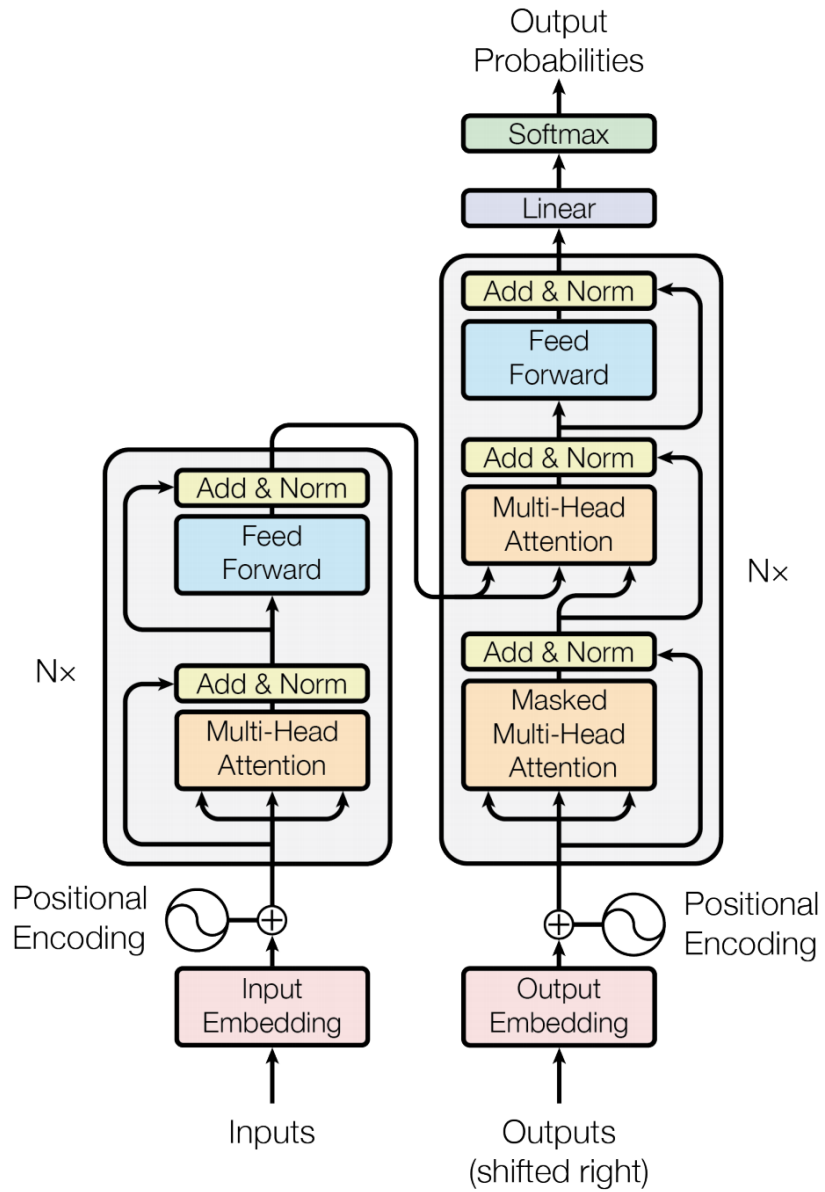 Output
Probabilities
Softmax
Linear
Add & Norm
Feed
Forward
Add & Norm
Multi-Head
Attention
Add & Norm
Masked
Multi-Head
Attention
N×
Add & Norm
Feed
Forward
Add & Norm
Multi-Head
Attention
N×
Positional
Encoding
Input
Embedding
Inputs
Positional
Encoding
Output
Embedding
Outputs
(shifted right)